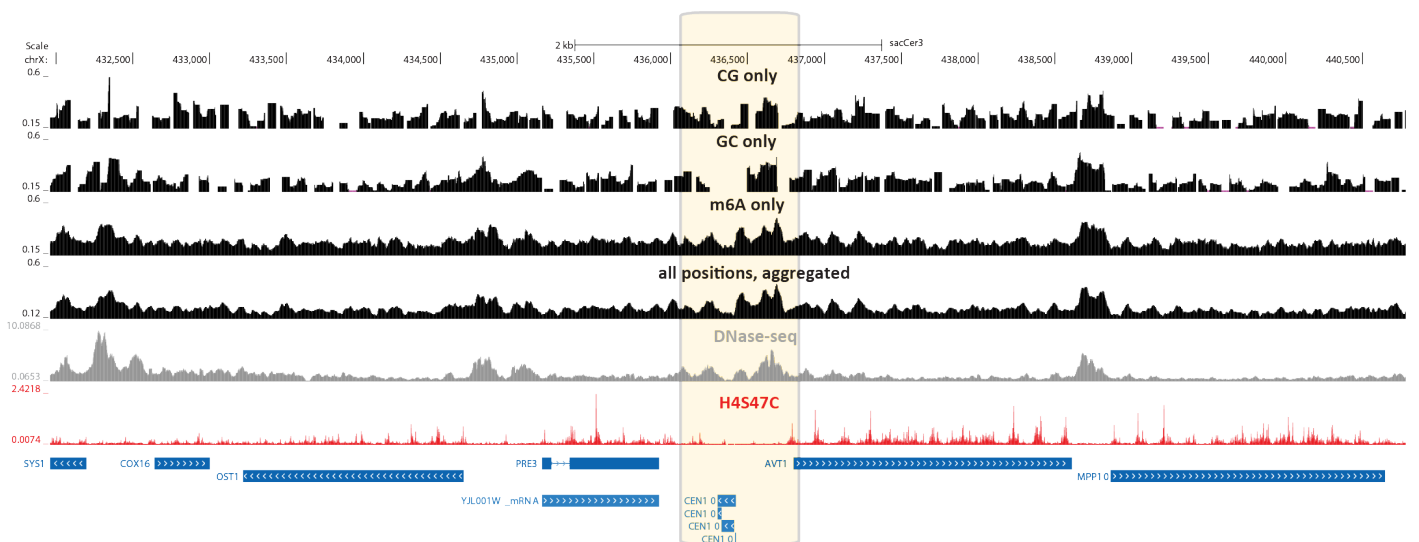 Scale 2 kb sacCer3
chrX: 432,500 433,000 433,500 434,000 434,500 435,000 435,500 436,000 436,500 437,000 437,500 438,000 438,500 439,000 439,500 440,000 440,500
CG only
0.6
0.15
GC only
0.6
0.15
m6A only
0.6
0.15
all positions, aggregated
0.6
0.12
DNase-seq
10.0868
0.0653
H4S47C
2.4218
0.0074
SYS1 COX16 PRE3 AVT1
OST1 MPP10
YJL001W _mRNA CEN1 0
CEN1 0
CEN1 0
CEN1 0